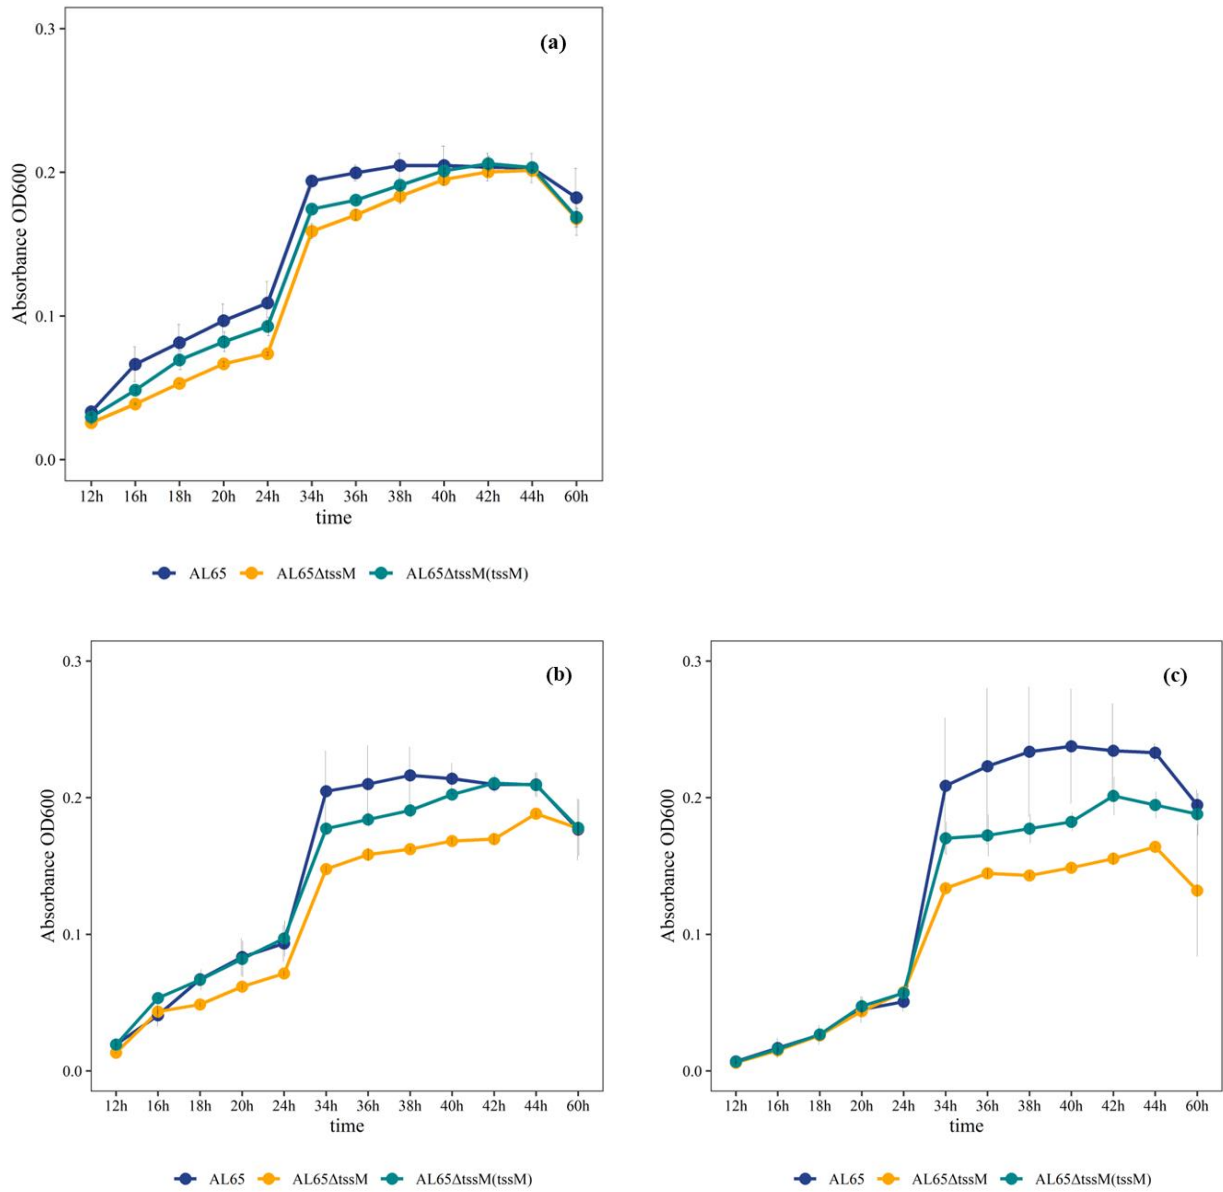 (a)
0.3
0.2
0.1
0.0
Absorbance OD600
12h 16h 18h 20h 24h 34h 36h 38h 40h 42h 44h 60h
time
AL65 AL65ΔtssM AL65ΔtssM(tssM)
(b)
0.3
0.2
0.1
0.0
Absorbance OD600
12h 16h 18h 20h 24h 34h 36h 38h 40h 42h 44h 60h
time
AL65 AL65ΔtssM AL65ΔtssM(tssM)
(c)
0.3
0.2
0.1
0.0
Absorbance OD600
12h 16h 18h 20h 24h 34h 36h 38h 40h 42h 44h 60h
time
AL65 AL65ΔtssM AL65ΔtssM(tssM)